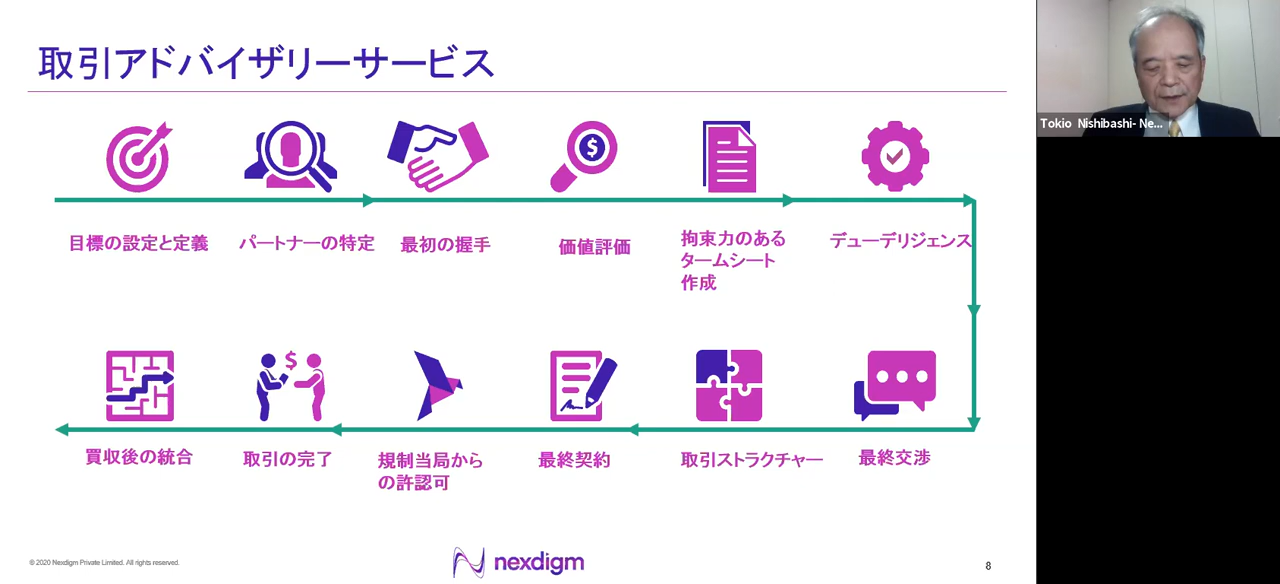 取引アドバイザリーサービス
Tokio Nishibashi- Ne...
$
目標の設定と定義
パートナーの特定
最初の握手
価値評価
拘束力のある
タームシート
作成
デューデリジェンス
$
買収後の統合
取引の完了
規制当局から
の許認可
最終契約
取引ストラクチャー
最終交渉
© 2020 Nexdigm Private Limited. All rights reserved.
nexdigm
8